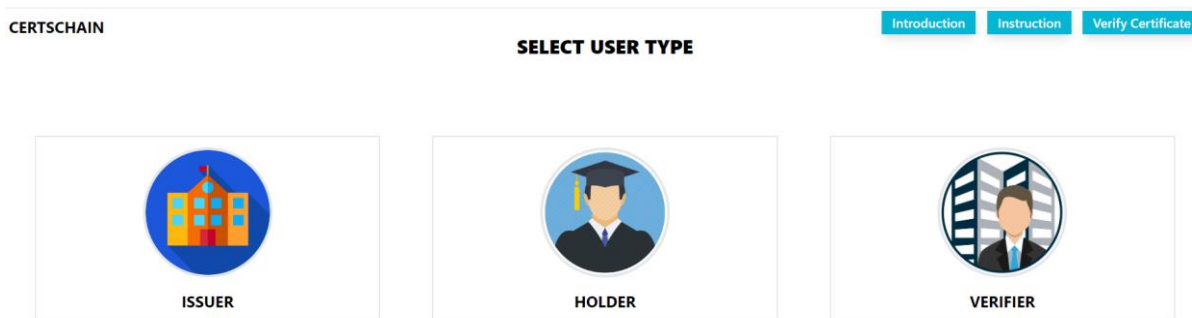 CERTSCHAIN
Introduction
Instruction
Verify Certificate
SELECT USER TYPE
ISSUER
HOLDER
VERIFIER